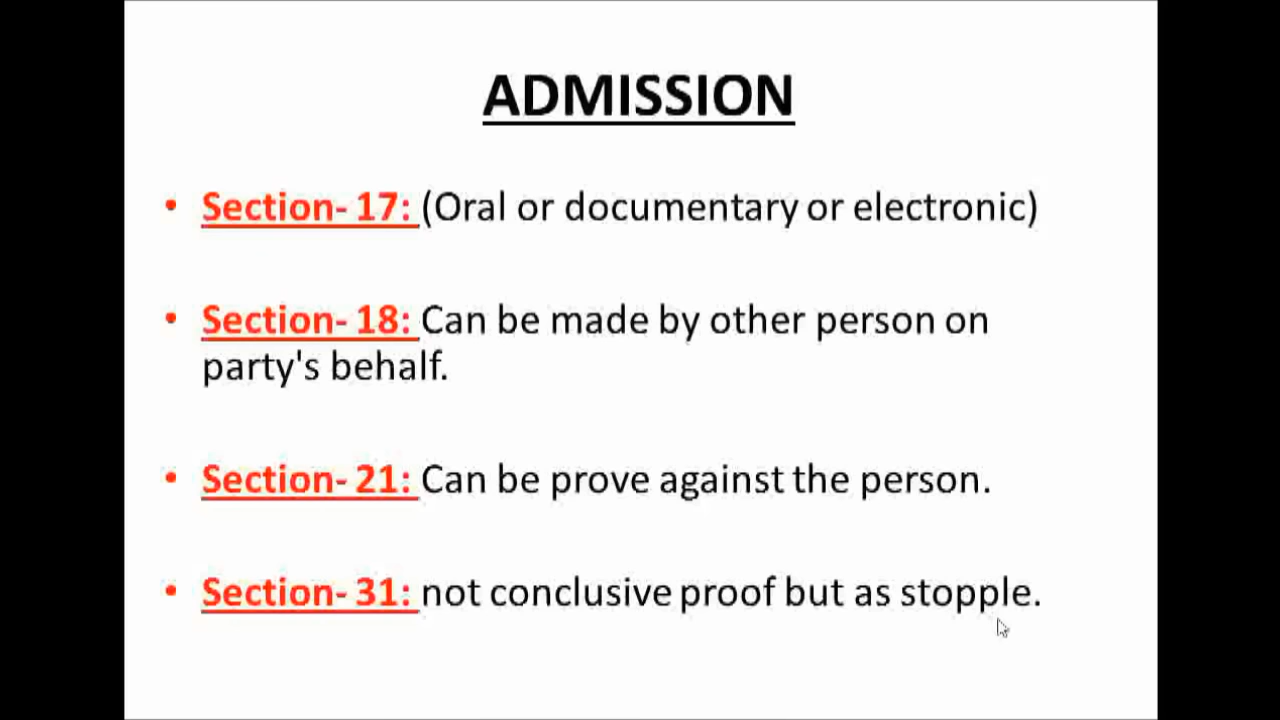 ADMISSION
• Section- 17: (Oral or documentary or electronic)
• Section- 18: Can be made by other person on
party's behalf.
• Section- 21: Can be prove against the person.
• Section- 31: not conclusive proof but as stopple.